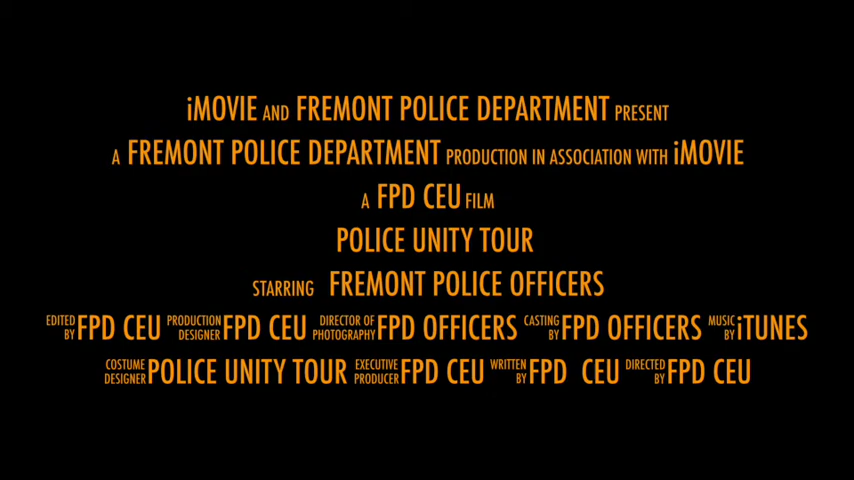 iMOVIE AND FREMONT POLICE DEPARTMENT PRESENT
A FREMONT POLICE DEPARTMENT PRODUCTION IN ASSOCIATION WITH iMOVIE
A FPD CEU FILM
POLICE UNITY TOUR
STARRING FREMONT POLICE OFFICERS
EDITED BY FPD CEU PRODUCTION DESIGNER FPD CEU DIRECTOR OF PHOTOGRAPHY FPD OFFICERS CASTING BY FPD OFFICERS MUSIC BY iTUNES
COSTUME DESIGNER POLICE UNITY TOUR EXECUTIVE PRODUCER FPD CEU WRITTEN BY FPD CEU DIRECTED BY FPD CEU